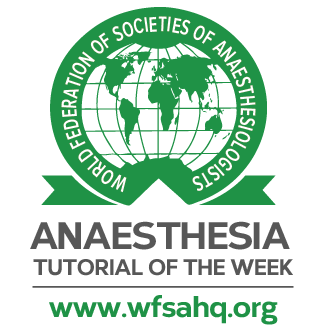 WORLD FEDERATION OF SOCIETIES OF ANAESTHESIOLOGISTS
ANAESTHESIA
TUTORIAL OF THE WEEK
www.wfsahq.org